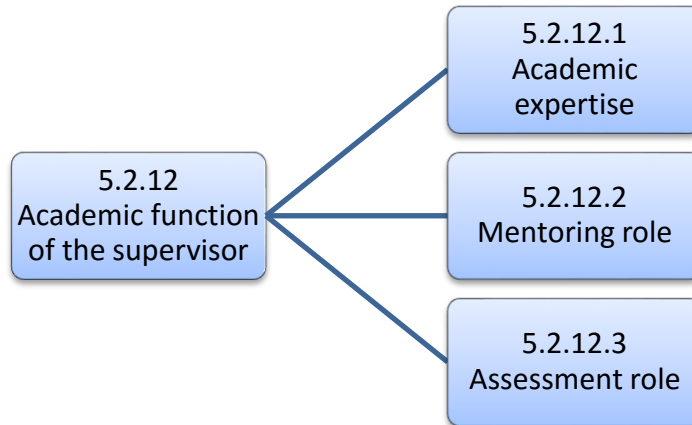 5.2.12
Academic function
of the supervisor
5.2.12.1
Academic
expertise
5.2.12.2
Mentoring role
5.2.12.3
Assessment role